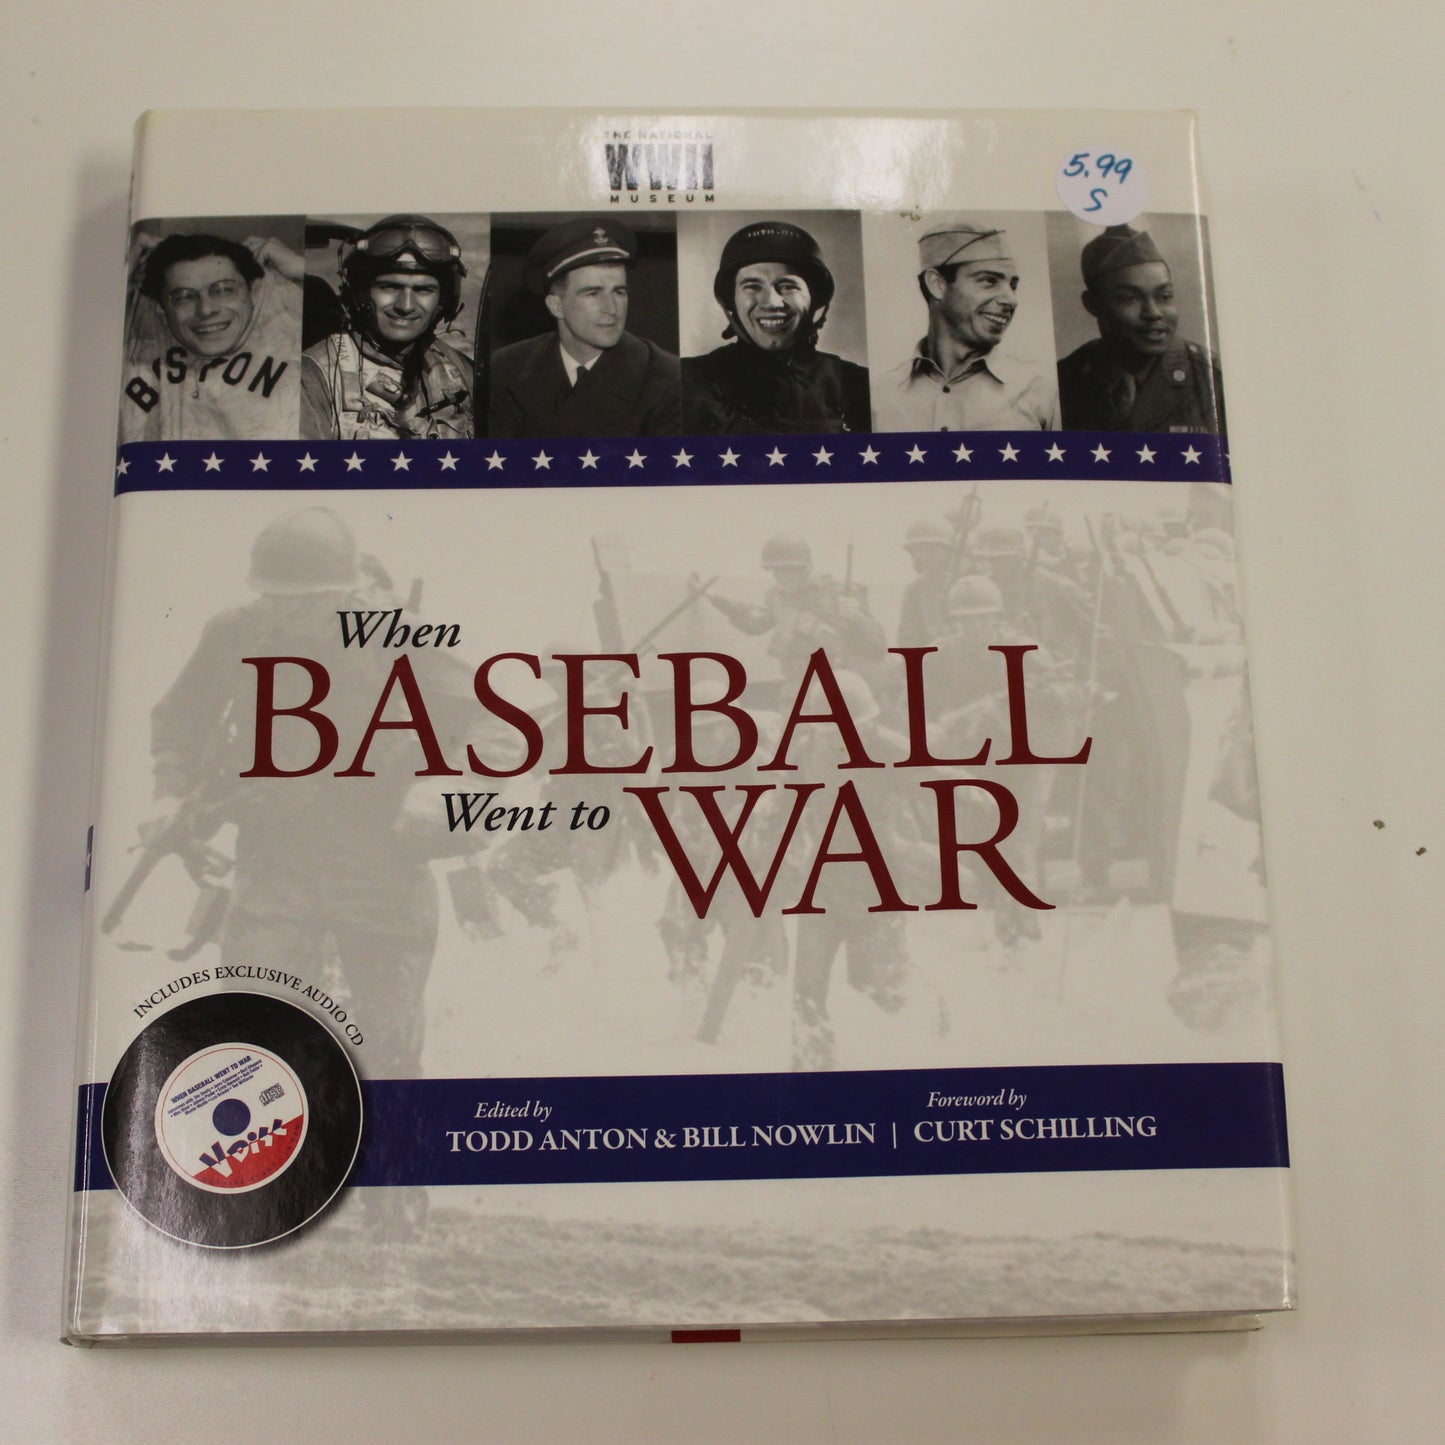 THE NATIONAL
WWII
MUSEUM
5.99
S
BOSTON
When
BASEBALL
Went to WAR
INCLUDES EXCLUSIVE AUDIO CD
WHEN BASEBALL WENT TO WAR
Edited by
TODD ANTON & BILL NOWLIN | 
Foreword by
CURT SCHILLING